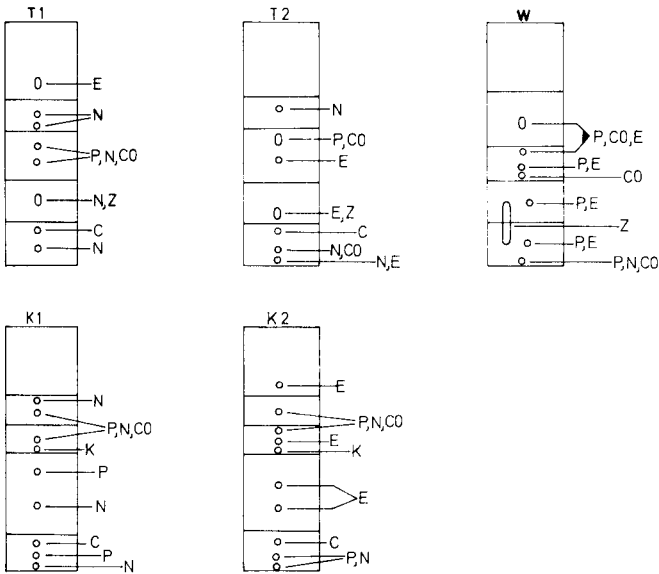 T1
E
N
P,N,CO
N,Z
C
N
T2
N
P,CO
E
E,Z
C
N,CO
N,E
W
P,CO,E
P,E
CO
P,E
Z
P,E
P,N,CO
K1
N
P,N,CO
K
P
N
C
P
N
K2
E
P,N,CO
E
K
E
C
P,N